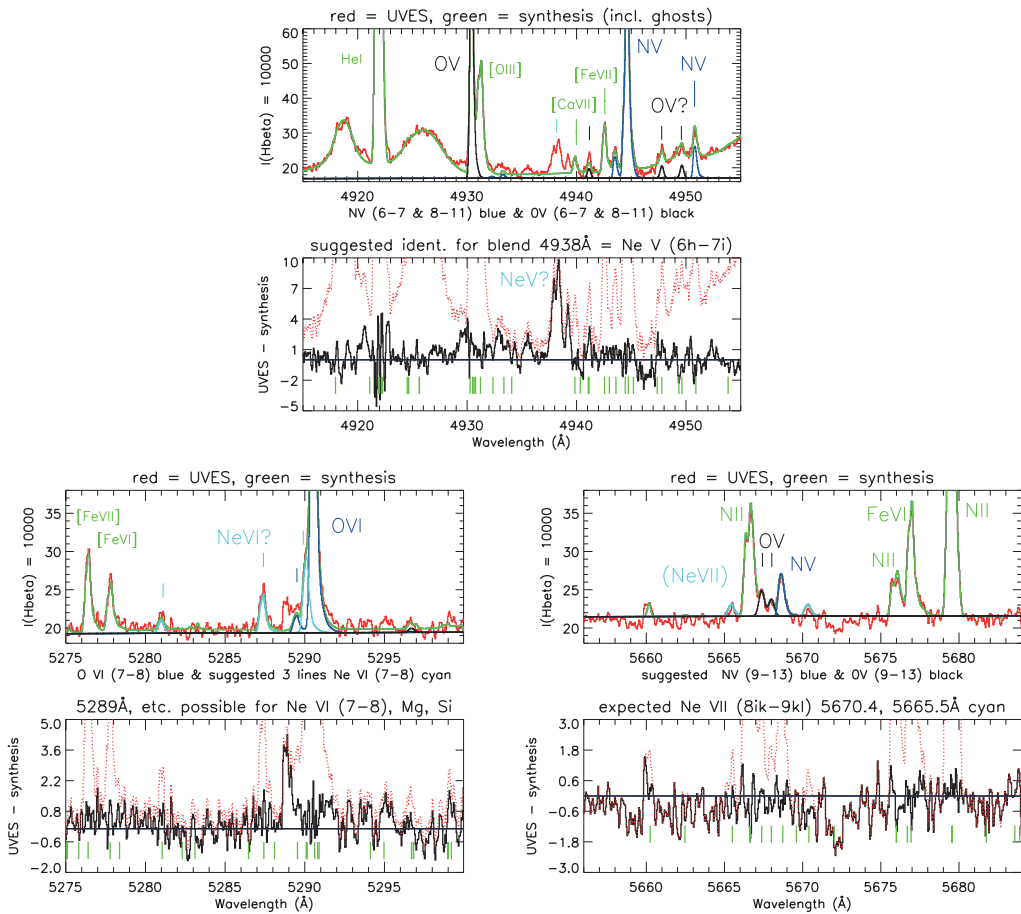 red = UVES, green = synthesis (incl. ghosts)
I(Hbeta) = 10000
60
50
40
30
20
HeI
OV
[OIII]
[CaVII]
[FeVII]
NV
OV?
NV
4920 4930 4940 4950
NV (6-7 & 8-11) blue & OV (6-7 & 8-11) black
suggested ident. for blend 4938Å = Ne V (6h-7i)
UVES - synthesis
10
7
4
1
-2
-5
NeV?
4920 4930 4940 4950
Wavelength (Å)
red = UVES, green = synthesis
I(Hbeta) = 10000
35
30
25
20
[FeVII]
[FeVI]
NeVI?
OVI
5275 5280 5285 5290 5295
O VI (7-8) blue & suggested 3 lines Ne VI (7-8) cyan
5289Å, etc. possible for Ne VI (7-8), Mg, Si
UVES - synthesis
5.0
3.6
2.2
0.8
-0.6
-2.0
5275 5280 5285 5290 5295
Wavelength (Å)
red = UVES, green = synthesis
I(Hbeta) = 10000
35
30
25
20
(NeVII)
NII
OV
NV
NII
FeVI
NII
5660 5665 5670 5675 5680
suggested NV (9-13) blue & OV (9-13) black
expected Ne VII (8ik-9kl) 5670.4, 5665.5Å cyan
UVES - synthesis
3.0
1.8
0.6
-0.6
-1.8
-3.0
5660 5665 5670 5675 5680
Wavelength (Å)